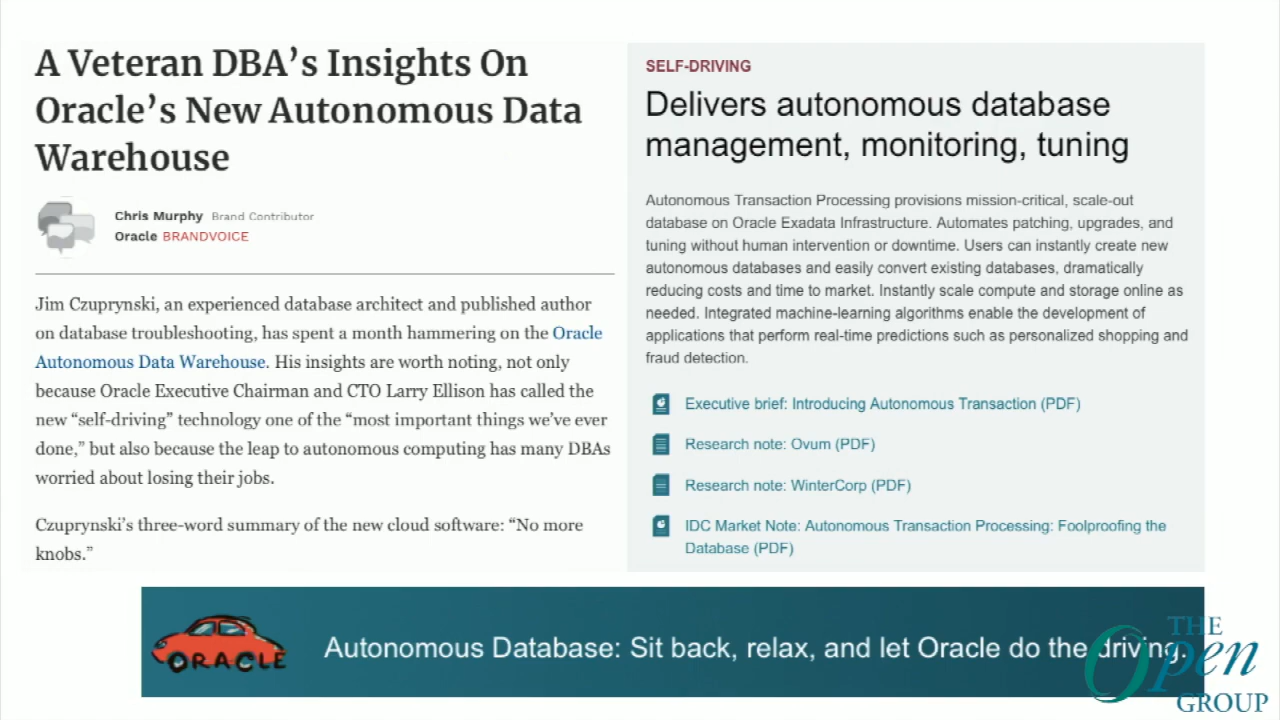 A Veteran DBA’s Insights On
Oracle’s New Autonomous Data
Warehouse
Chris Murphy Brand Contributor
Oracle BRANDVOICE
Jim Czuprynski, an experienced database architect and published author
on database troubleshooting, has spent a month hammering on the Oracle
Autonomous Data Warehouse. His insights are worth noting, not only
because Oracle Executive Chairman and CTO Larry Ellison has called the
new “self-driving” technology one of the “most important things we’ve ever
done,” but also because the leap to autonomous computing has many DBAs
worried about losing their jobs.
Czuprynski’s three-word summary of the new cloud software: “No more
knobs.”
SELF-DRIVING
Delivers autonomous database
management, monitoring, tuning
Autonomous Transaction Processing provisions mission-critical, scale-out
database on Oracle Exadata Infrastructure. Automates patching, upgrades, and
tuning without human intervention or downtime. Users can instantly create new
autonomous databases and easily convert existing databases, dramatically
reducing costs and time to market. Instantly scale compute and storage online as
needed. Integrated machine-learning algorithms enable the development of
applications that perform real-time predictions such as personalized shopping and
fraud detection.
Executive brief: Introducing Autonomous Transaction (PDF)
Research note: Ovum (PDF)
Research note: WinterCorp (PDF)
IDC Market Note: Autonomous Transaction Processing: Foolproofing the
Database (PDF)
ORACLE
Autonomous Database: Sit back, relax, and let Oracle do the driving.
THE
Open
GROUP